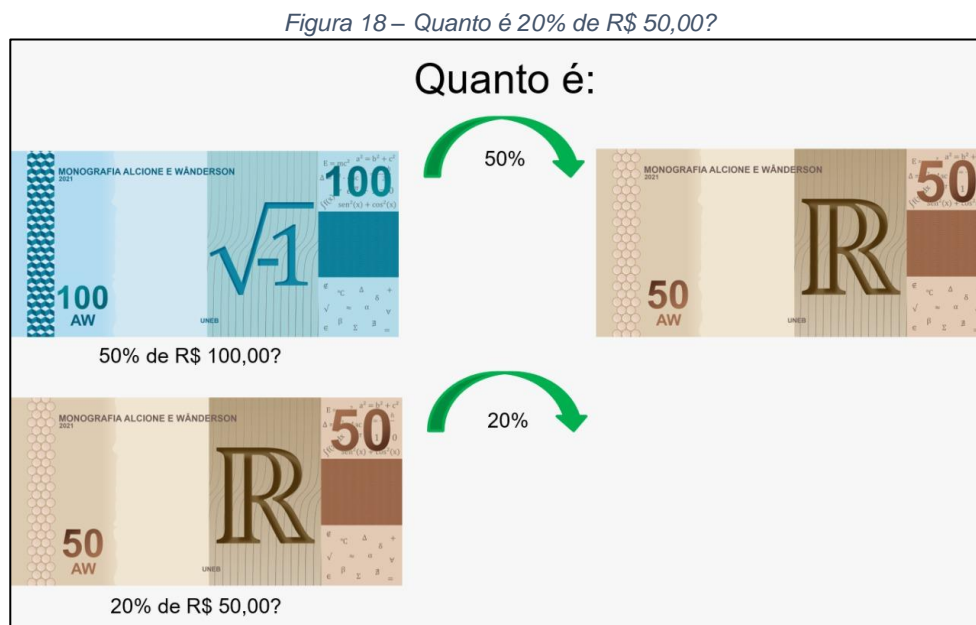 Figura 18 – Quanto é 20% de R$ 50,00?
Quanto é:
MONOGRAFIA ALCIONE E WÂNDERSON
2021
100
√-1
100
AW
UNEB
50%
MONOGRAFIA ALCIONE E WÂNDERSON
2021
50
ℝ
50
AW
UNEB
50% de R$ 100,00?
MONOGRAFIA ALCIONE E WÂNDERSON
2021
50
ℝ
50
AW
UNEB
20%
20% de R$ 50,00?